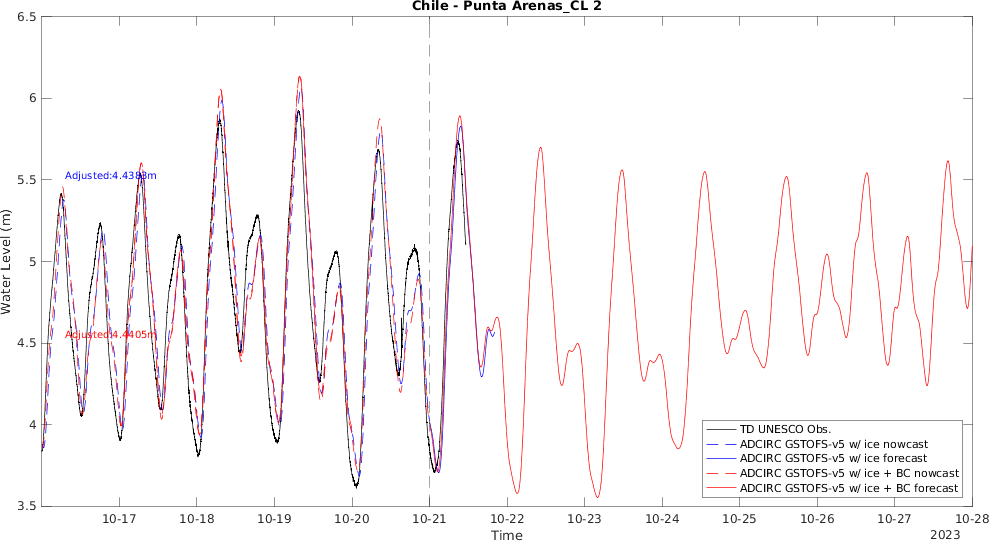 Chile - Punta Arenas_CL 2
Water Level (m)
6.5
6
5.5
5
4.5
4
3.5
Adjusted:4.4383m
Adjusted:4.4405m
TD UNESCO Obs.
ADCIRC GSTOFS-v5 w/ ice nowcast
ADCIRC GSTOFS-v5 w/ ice forecast
ADCIRC GSTOFS-v5 w/ ice + BC nowcast
ADCIRC GSTOFS-v5 w/ ice + BC forecast
10-17 10-18 10-19 10-20 10-21 10-22 10-23 10-24 10-25 10-26 10-27 10-28
Time
2023